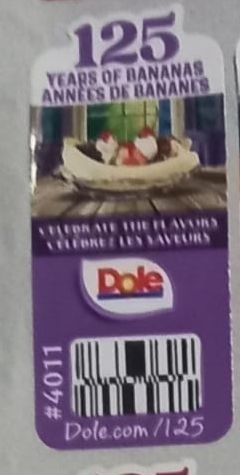 125
YEARS OF BANANAS
ANNÉES DE BANANES
CELEBRATE THE FLAVORS
CÉLÉBREZ LES SAVEURS
Dole
#4011
Dole.com/125